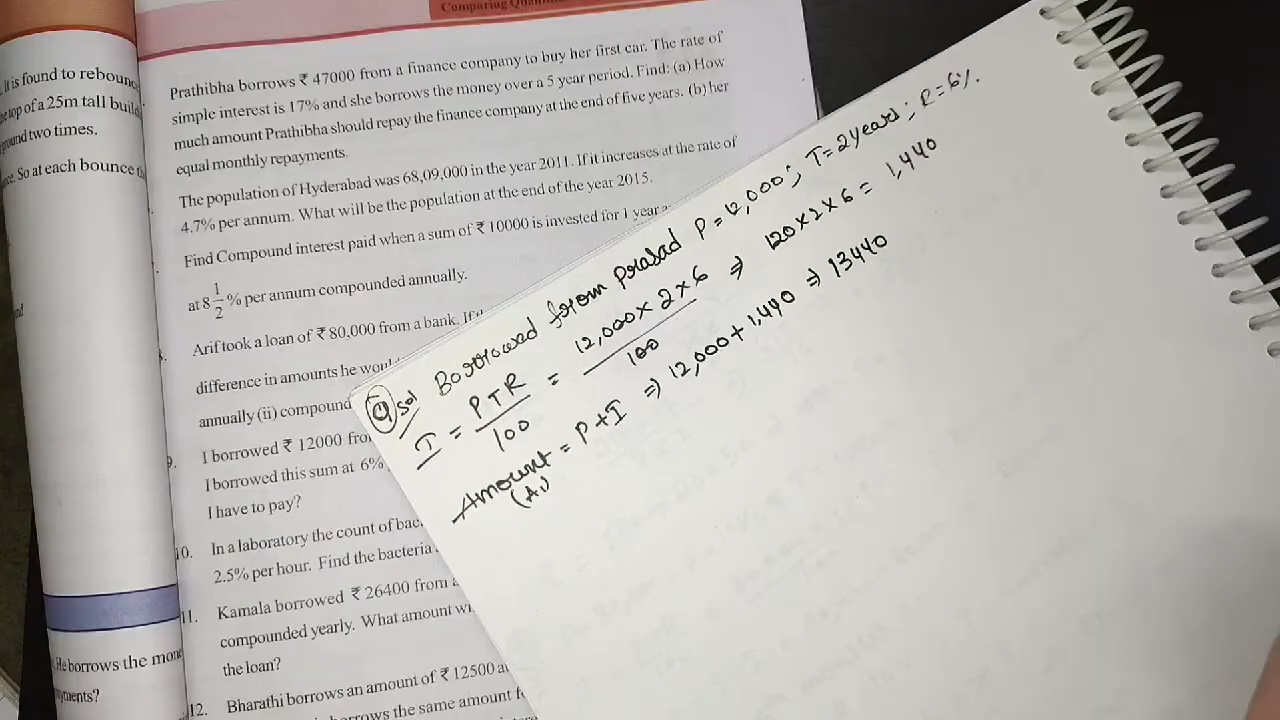 Comparing
It is found to rebound
top of a 25m tall
ground two times.
So at each bounce
He borrows the
Prathibha borrows ₹ 47000 from a finance company to buy her first car. The rate of
simple interest is 17% and she borrows the money over a 5 year period. Find: (a) How
much amount Prathibha should repay the finance company at the end of five years. (b) her
equal monthly repayments.
The population of Hyderabad was 68,09,000 in the year 2011. If it increases at the rate of
4.7% per annum. What will be the population at the end of the year 2015.
Find Compound interest paid when a sum of ₹ 10000 is invested for 1 year
at 8 1/2 % per annum compounded annually.
Arif took a loan of ₹ 80,000 from a bank. If
difference in amounts he
annually (ii) compound
9. I borrowed ₹ 12000
I borrowed this sum at 6%
I have to pay?
10. In a laboratory the count of
2.5% per hour. Find the bacteria
11. Kamala borrowed ₹ 26400 from
compounded yearly. What amount
the loan?
12. Bharathi borrows an amount of ₹ 12500
borrows the same amount
9 Sol Borrowed from Prasad P = 12,000; T = 2 years; R = 6%.
I = PTR/100 = 12,000 × 2 × 6/100 ⇒ 120 × 2 × 6 = 1,440
Amount = P + I ⇒ 12,000 + 1,440 ⇒ 13440
(A1)